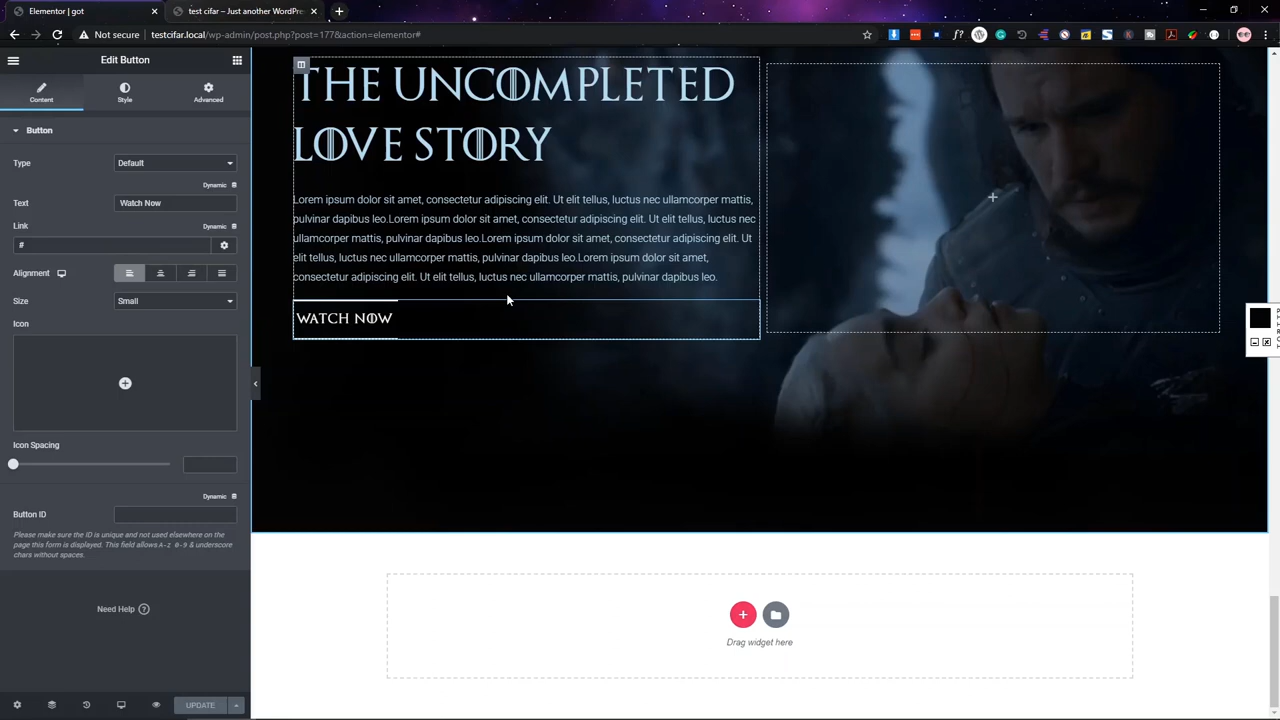 Elementor | got
test cifar – Just another WordPre
Not secure
testcifar.local/wp-admin/post.php?post=177&action=elementor#
Edit Button
Content
Style
Advanced
Button
Type
Default
Dynamic
Text
Watch Now
Link
Dynamic
#
Alignment
Size
Small
Icon
Icon Spacing
Dynamic
Button ID
Please make sure the ID is unique and not used elsewhere on the
page this form is displayed. This field allows A-z 0-9 & underscore
chars without spaces.
Need Help
UPDATE
THE UNCOMPLETED
LOVE STORY
Lorem ipsum dolor sit amet, consectetur adipiscing elit. Ut elit tellus, luctus nec ullamcorper mattis,
pulvinar dapibus leo.Lorem ipsum dolor sit amet, consectetur adipiscing elit. Ut elit tellus, luctus nec
ullamcorper mattis, pulvinar dapibus leo.Lorem ipsum dolor sit amet, consectetur adipiscing elit. Ut
elit tellus, luctus nec ullamcorper mattis, pulvinar dapibus leo.Lorem ipsum dolor sit amet,
consectetur adipiscing elit. Ut elit tellus, luctus nec ullamcorper mattis, pulvinar dapibus leo.
WATCH NOW
Drag widget here